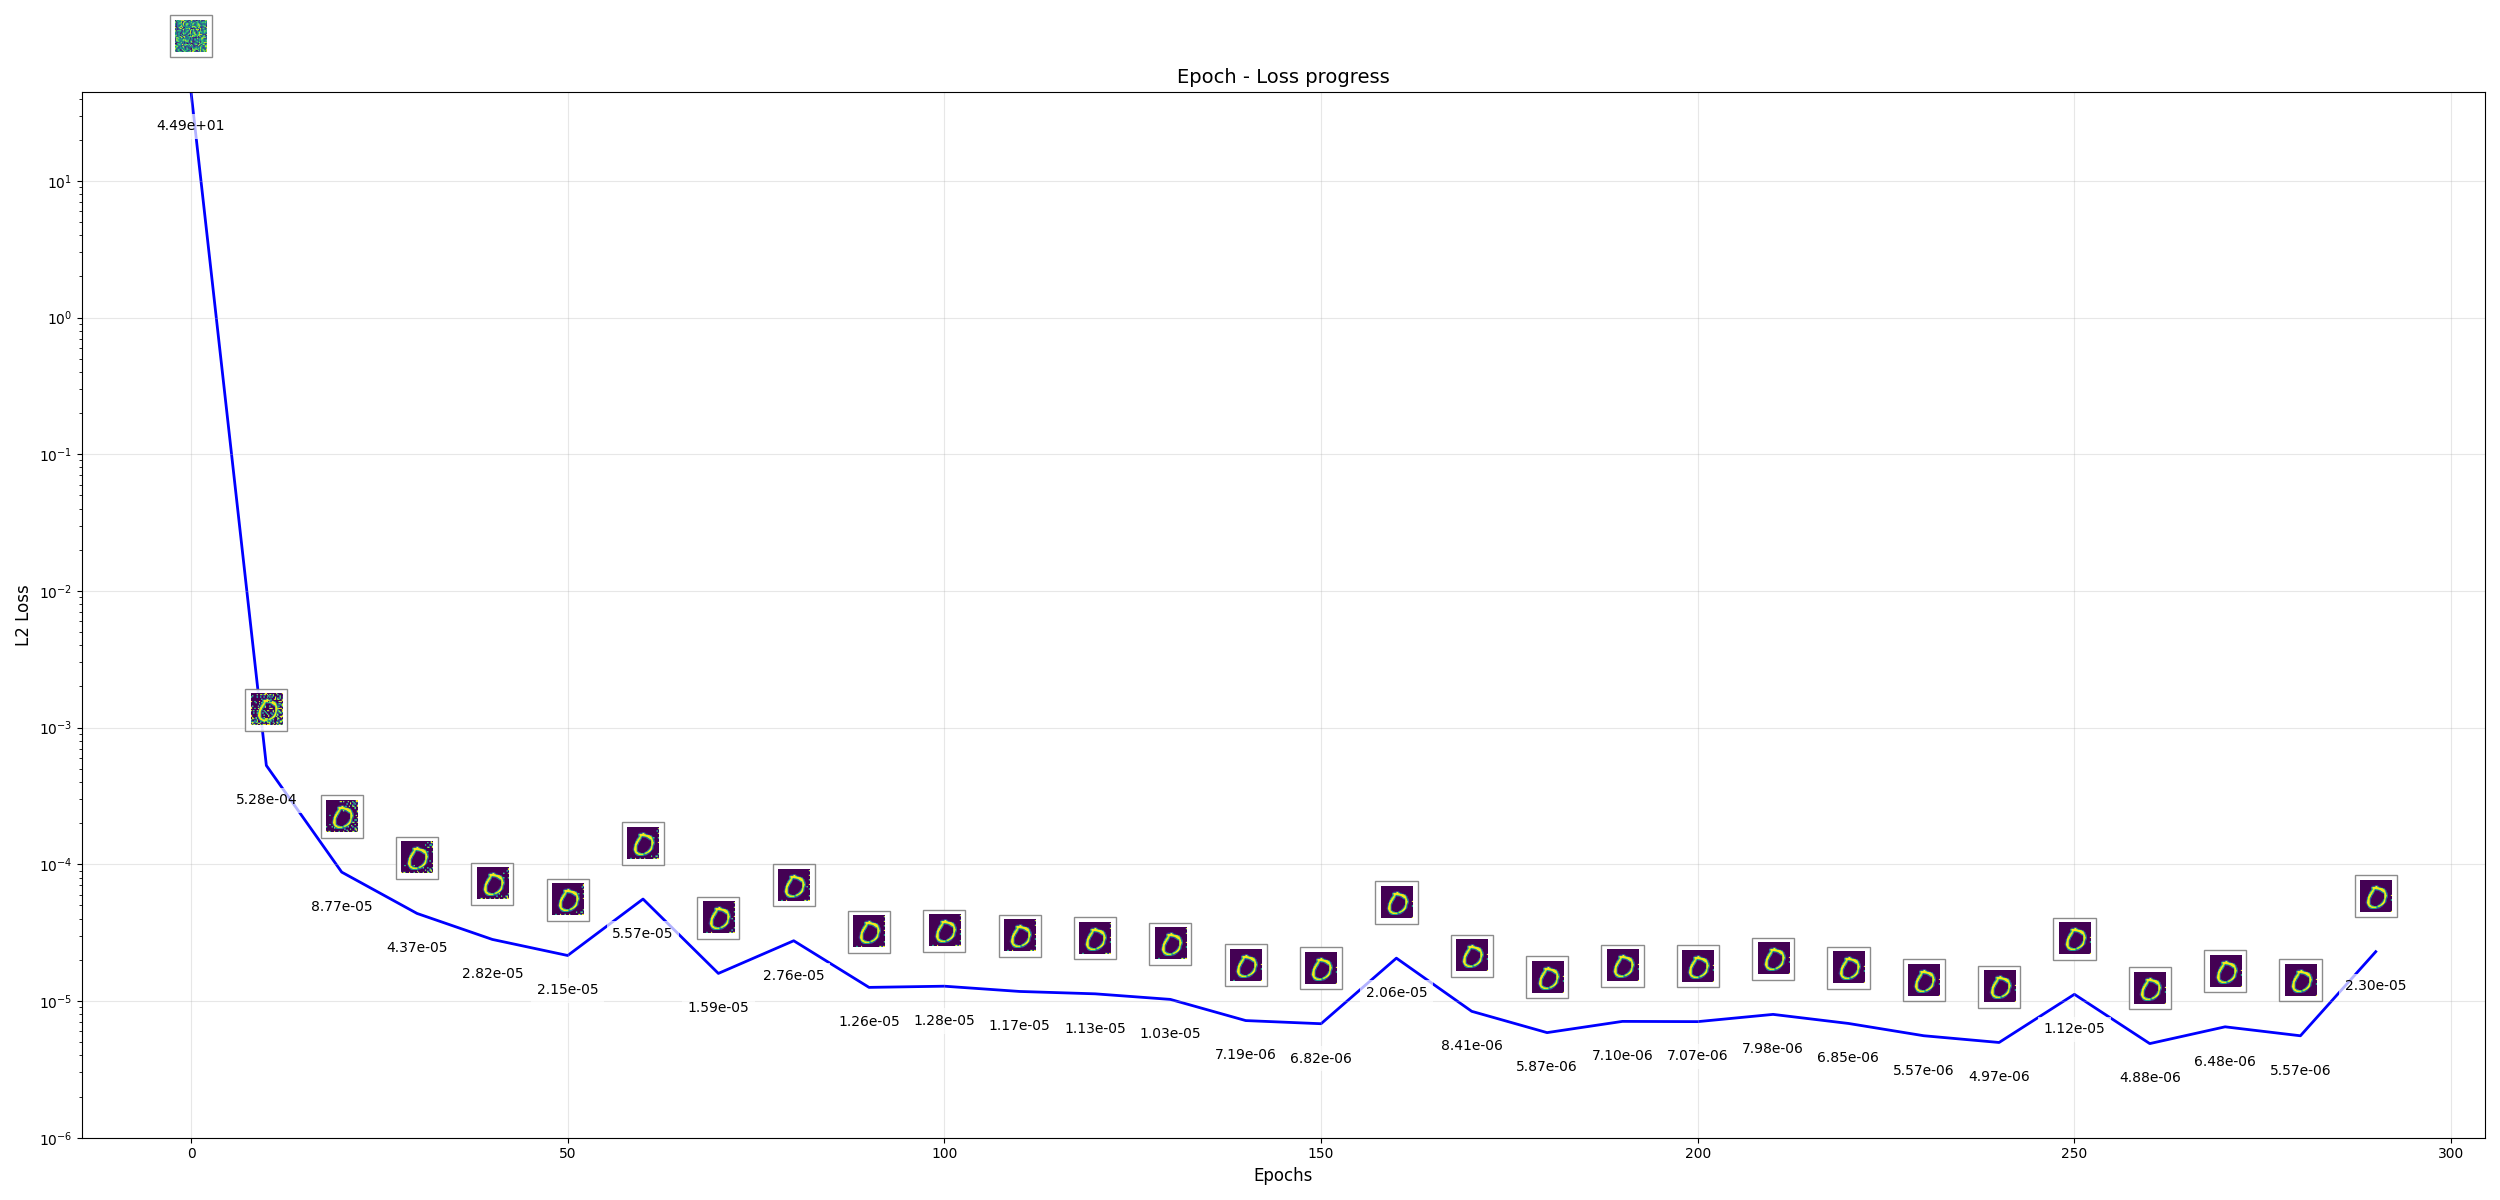 Epoch - Loss progress
L2 Loss
10¹
10⁰
10⁻¹
10⁻²
10⁻³
10⁻⁴
10⁻⁵
10⁻⁶
4.49e+01
5.28e-04
8.77e-05
4.37e-05
2.82e-05
2.15e-05
5.57e-05
1.59e-05
2.76e-05
1.26e-05
1.28e-05
1.17e-05
1.13e-05
1.03e-05
7.19e-06
6.82e-06
2.06e-05
8.41e-06
5.87e-06
7.10e-06
7.07e-06
7.98e-06
6.85e-06
5.57e-06
4.97e-06
1.12e-05
4.88e-06
6.48e-06
5.57e-06
2.30e-05
0 50 100 150 200 250 300
Epochs